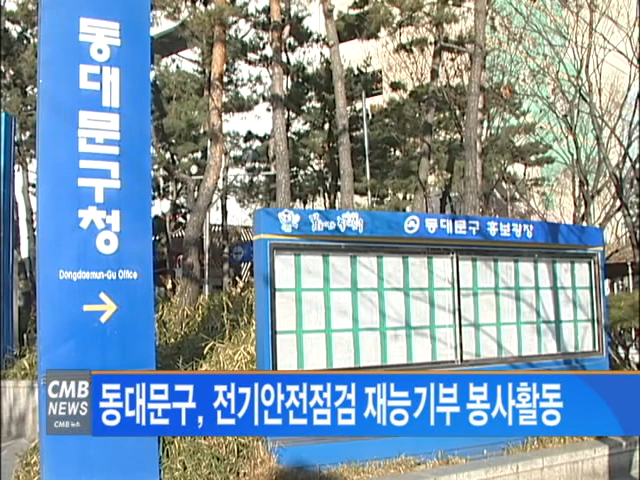 동대문구청
Dongdaemun-Gu Office
동대문구 홍보광장
CMB
NEWS
CMB 뉴스
동대문구, 전기안전점검 재능기부 봉사활동